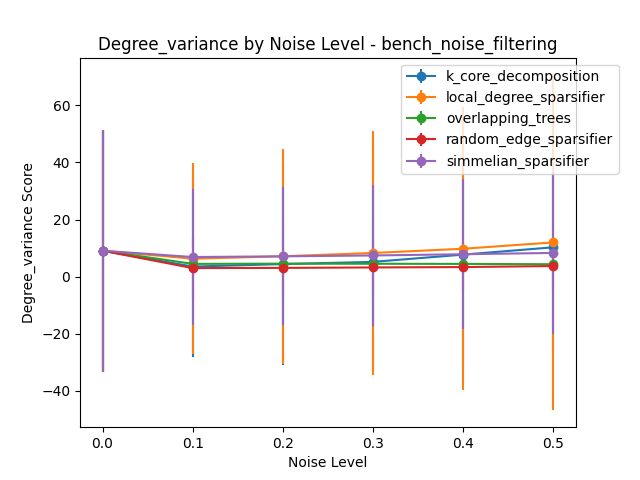 Degree_variance by Noise Level - bench_noise_filtering
k_core_decomposition
local_degree_sparsifier
overlapping_trees
random_edge_sparsifier
simmelian_sparsifier
Degree_variance Score
60
40
20
0
−20
−40
0.0 0.1 0.2 0.3 0.4 0.5
Noise Level